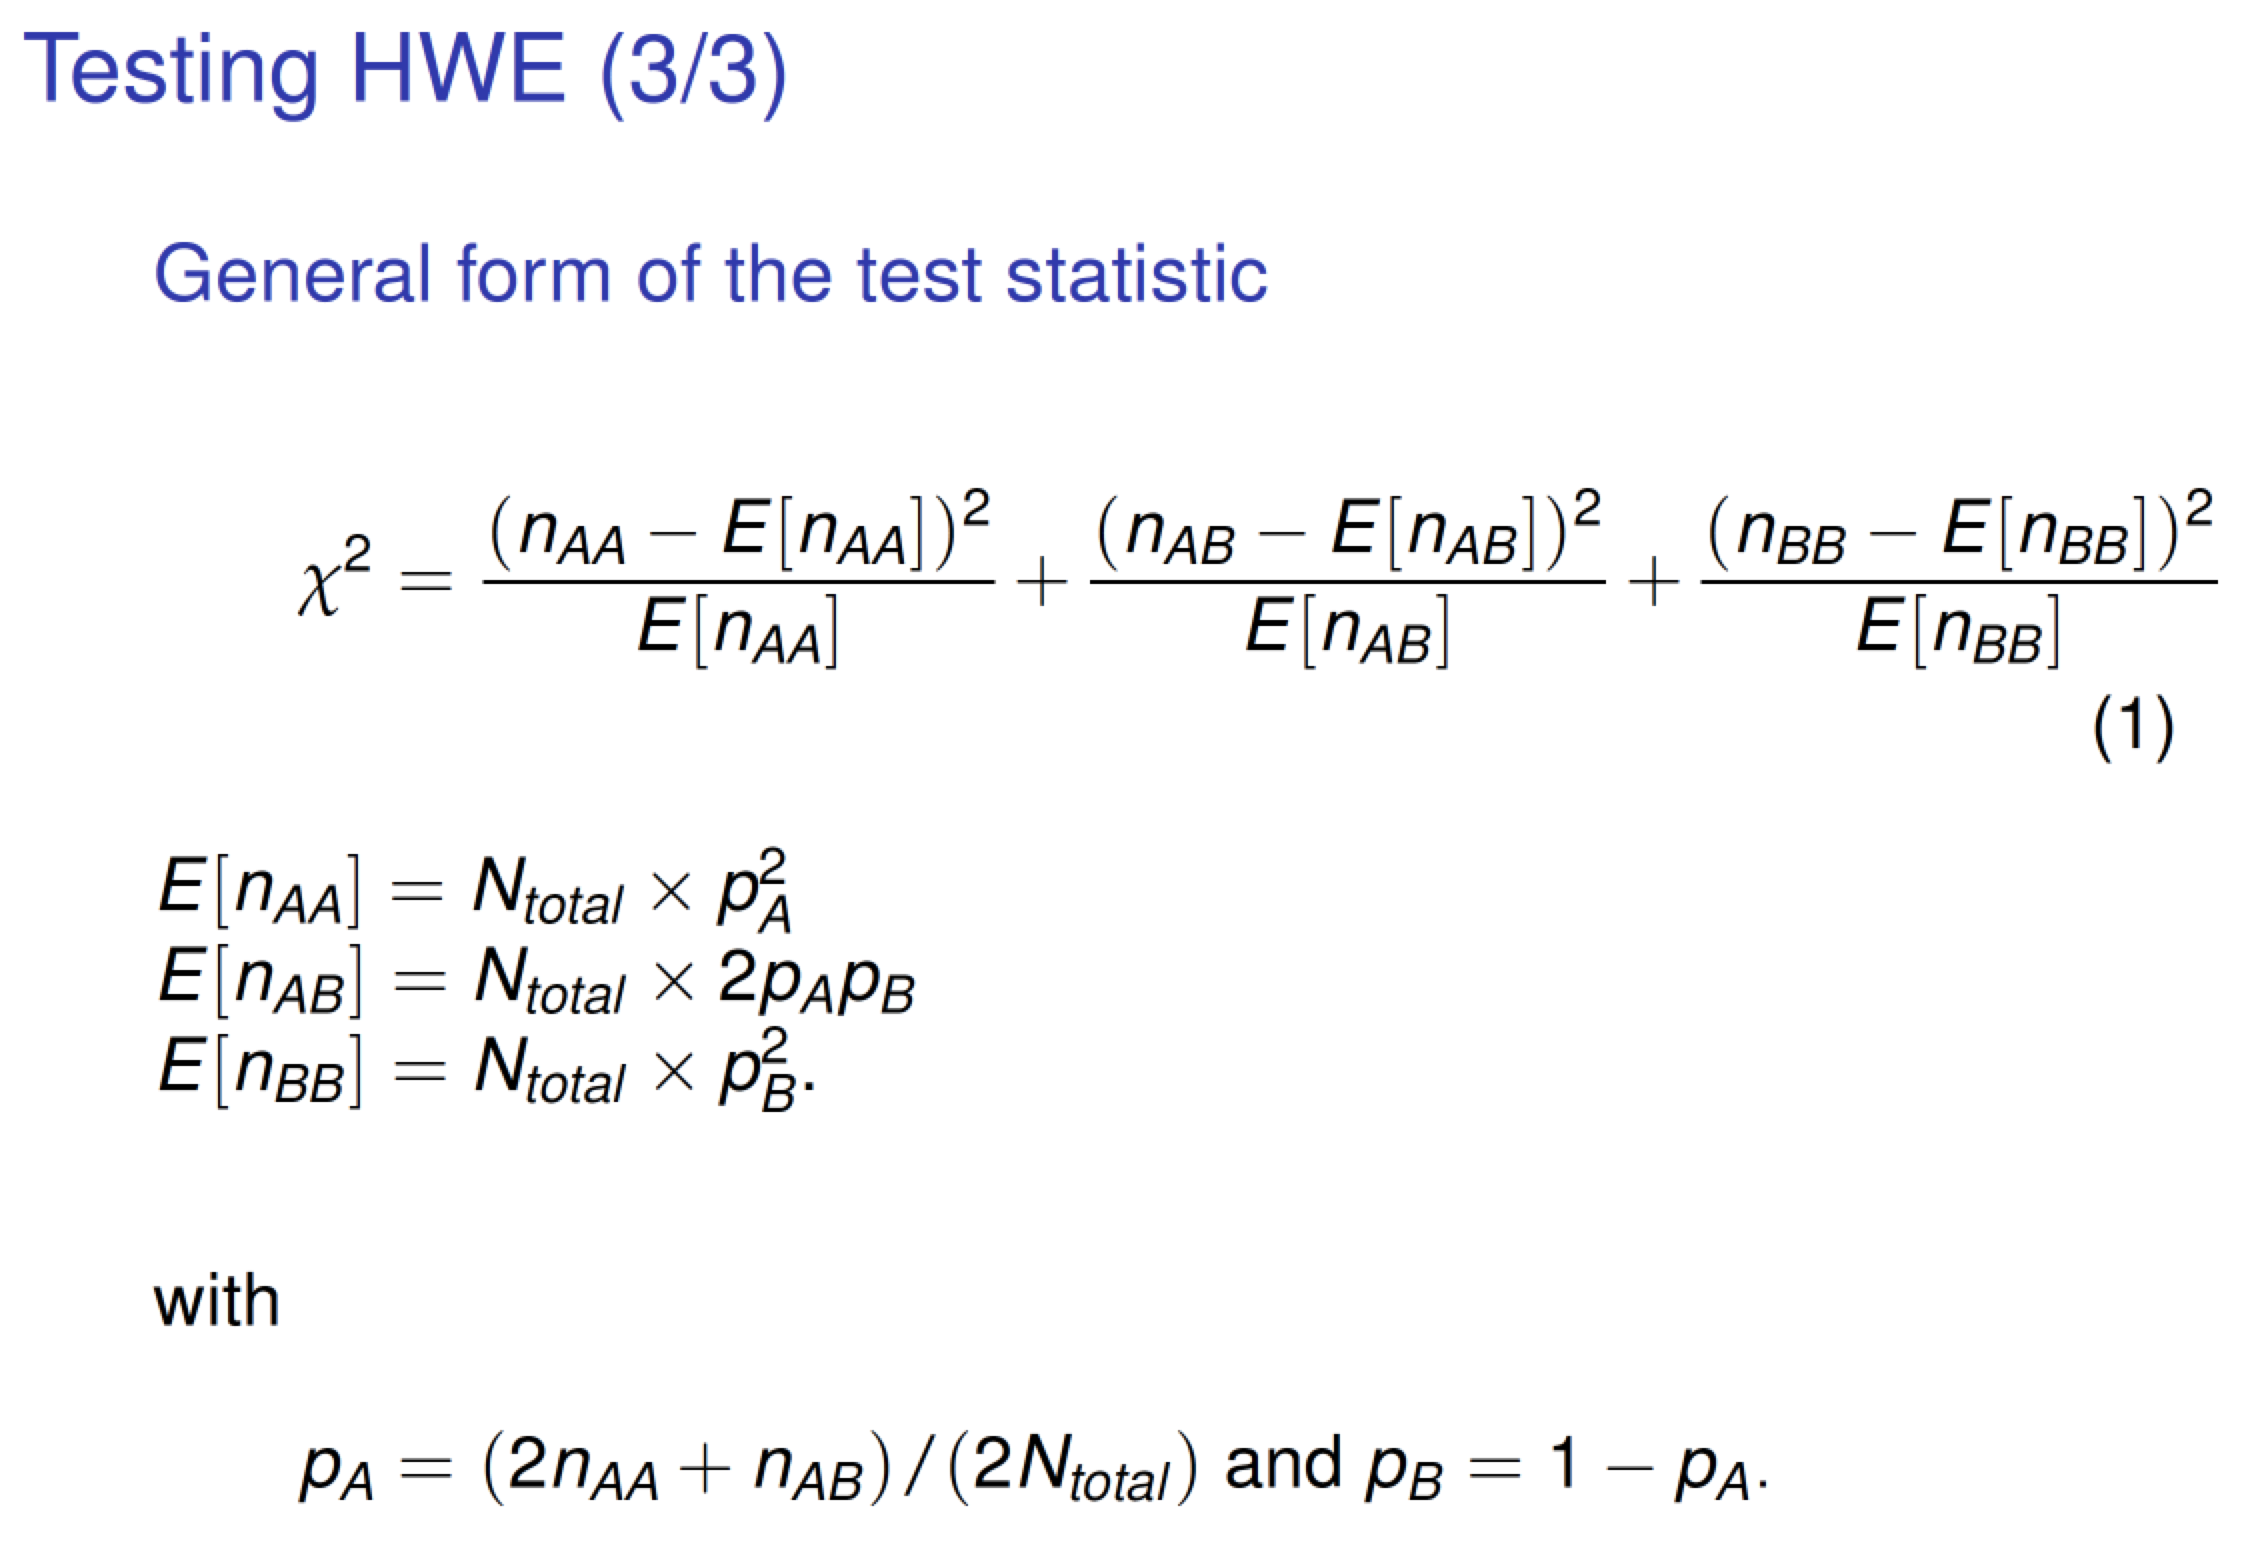 Testing HWE (3/3)
General form of the test statistic
χ² = (n_AA − E[n_AA])²/E[n_AA] + (n_AB − E[n_AB])²/E[n_AB] + (n_BB − E[n_BB])²/E[n_BB]
(1)
E[n_AA] = N_total × p_A²
E[n_AB] = N_total × 2p_Ap_B
E[n_BB] = N_total × p_B².
with
p_A = (2n_AA + n_AB)/(2N_total) and p_B = 1 − p_A.